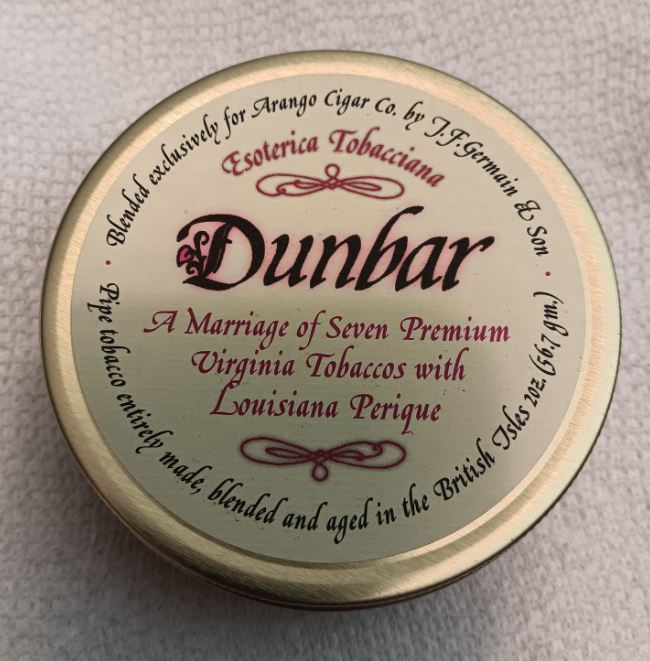 Blended exclusively for Arango Cigar Co. by J.F.Germain & Son
Esoterica Tobacciana
Dunbar
A Marriage of Seven Premium
Virginia Tobaccos with
Louisiana Perique
Pipe tobacco entirely made, blended and aged in the British Isles 2oz. (56.7 gm.)